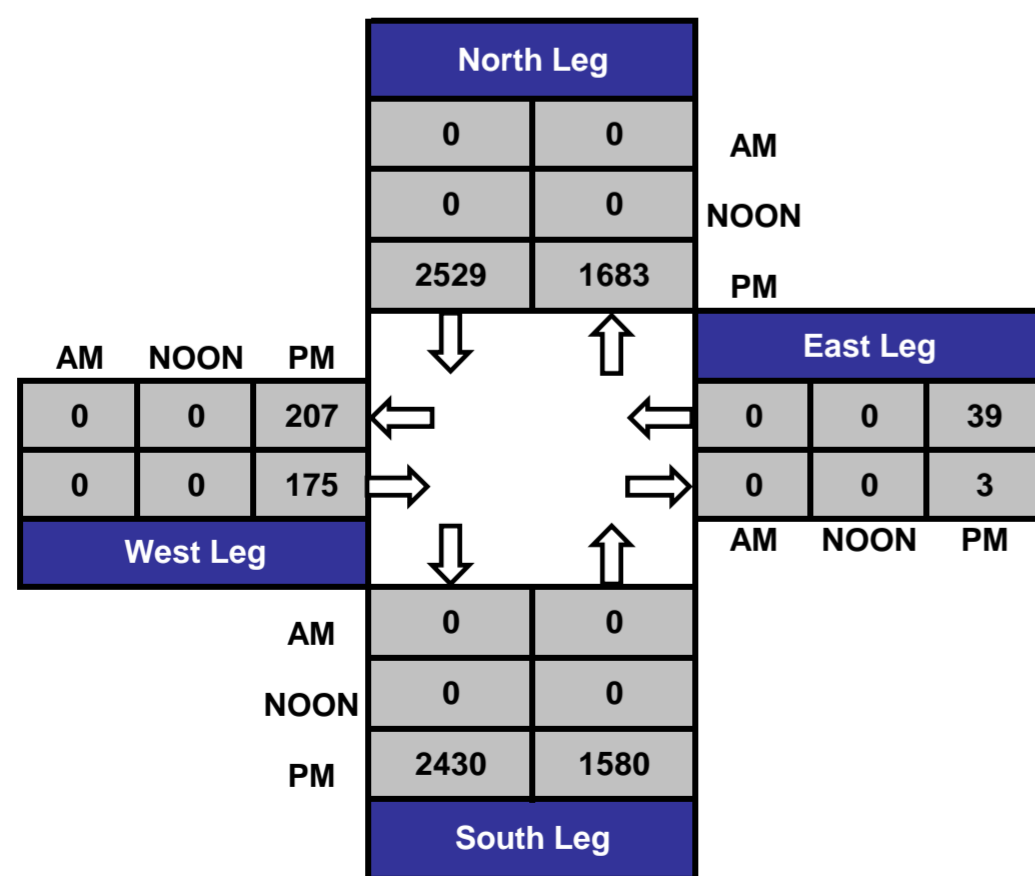 North Leg
0 0 AM
0 0 NOON
2529 1683 PM
East Leg
AM NOON PM
0 0 207
0 0 39
0 0 175
0 0 3
West Leg
AM NOON PM
AM 0 0
NOON 0 0
PM 2430 1580
South Leg